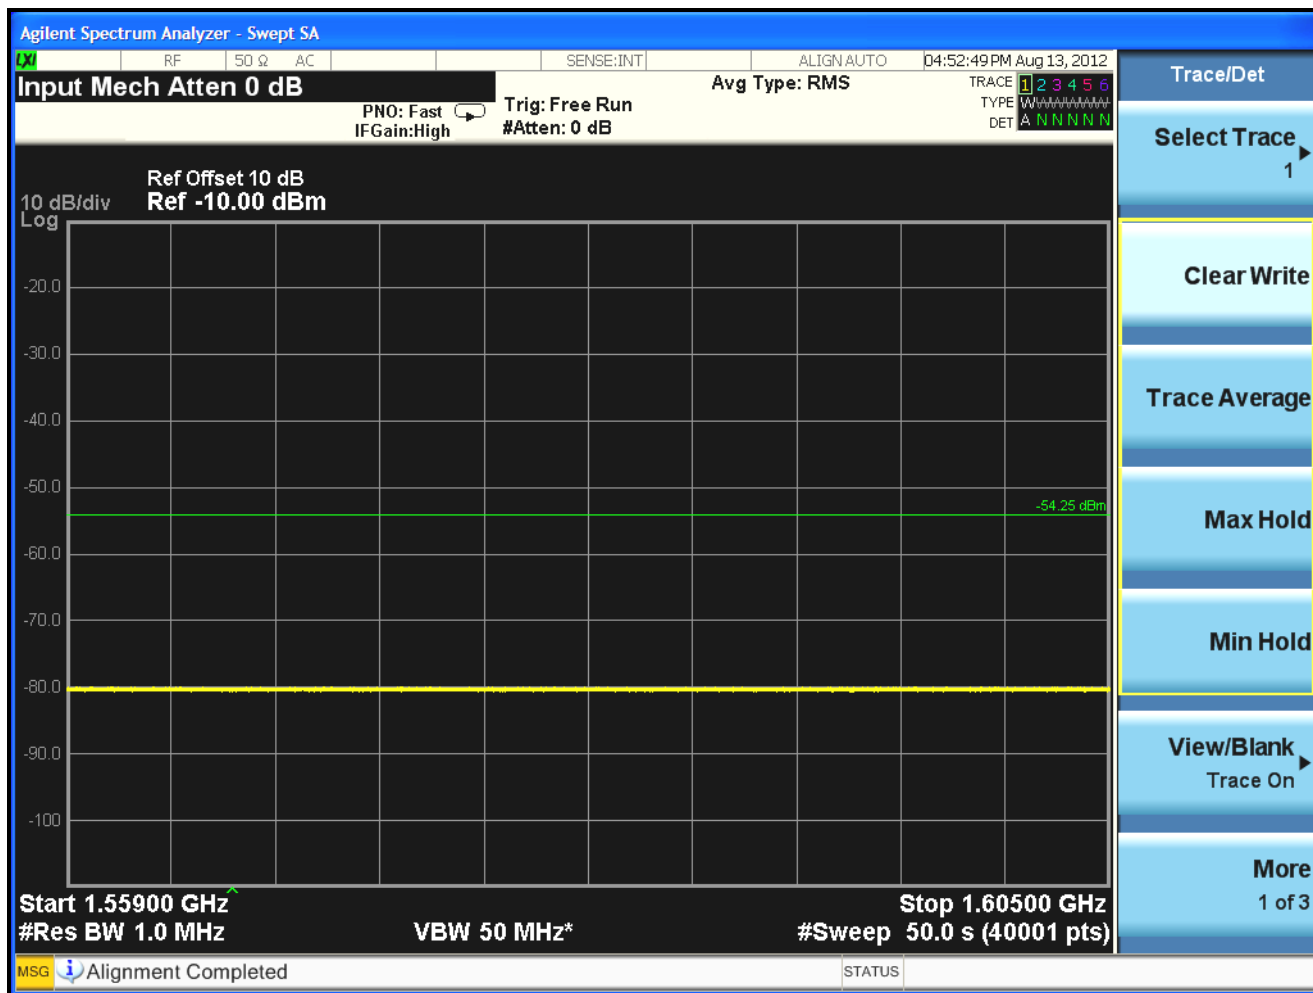 Agilent Spectrum Analyzer - Swept SA
LXI RF 50 Ω AC SENSE:INT ALIGN AUTO 04:52:49 PM Aug 13, 2012
Input Mech Atten 0 dB
PNO: Fast
IFGain:High
Trig: Free Run
#Atten: 0 dB
Avg Type: RMS
TRACE 1 2 3 4 5 6
TYPE WWWWWW
DET A N N N N N
Ref Offset 10 dB
10 dB/div Ref -10.00 dBm
Log
-20.0
-30.0
-40.0
-50.0
-54.25 dBm
-60.0
-70.0
-80.0
-90.0
-100
Start 1.55900 GHz Stop 1.60500 GHz
#Res BW 1.0 MHz VBW 50 MHz* #Sweep 50.0 s (40001 pts)
MSG Alignment Completed STATUS
Trace/Det
Select Trace
1
Clear Write
Trace Average
Max Hold
Min Hold
View/Blank
Trace On
More
1 of 3